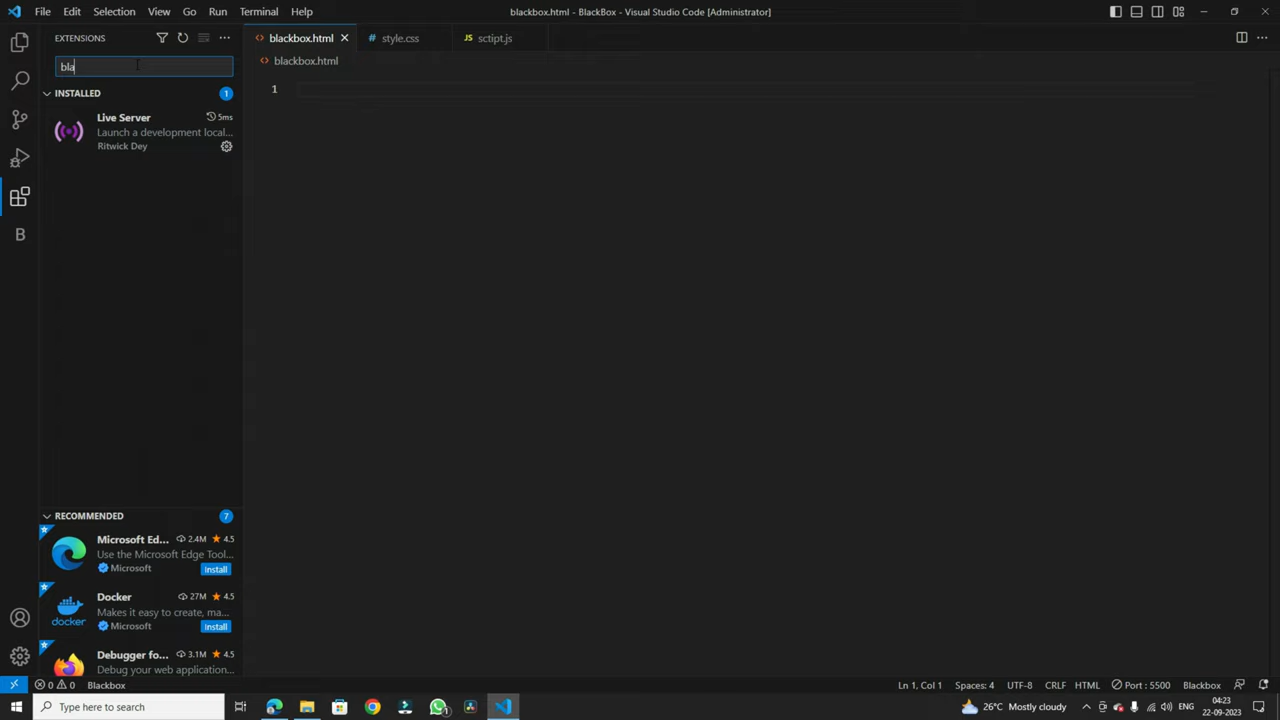 File Edit Selection View Go Run Terminal Help
blackbox.html - BlackBox - Visual Studio Code [Administrator]
EXTENSIONS
bla
INSTALLED 1
Live Server 5ms
Launch a development local...
Ritwick Dey
RECOMMENDED 7
Microsoft Ed... 2.4M 4.5
Use the Microsoft Edge Tool...
Microsoft Install
Docker 27M 4.5
Makes it easy to create, ma...
Microsoft Install
Debugger fo... 3.1M 4.5
Debug your web application...
B
blackbox.html style.css sctipt.js
blackbox.html
1
0 0 Blackbox
Ln 1, Col 1 Spaces: 4 UTF-8 CRLF HTML Port : 5500 Blackbox
Type here to search
26°C Mostly cloudy ENG
04:23
22-09-2023